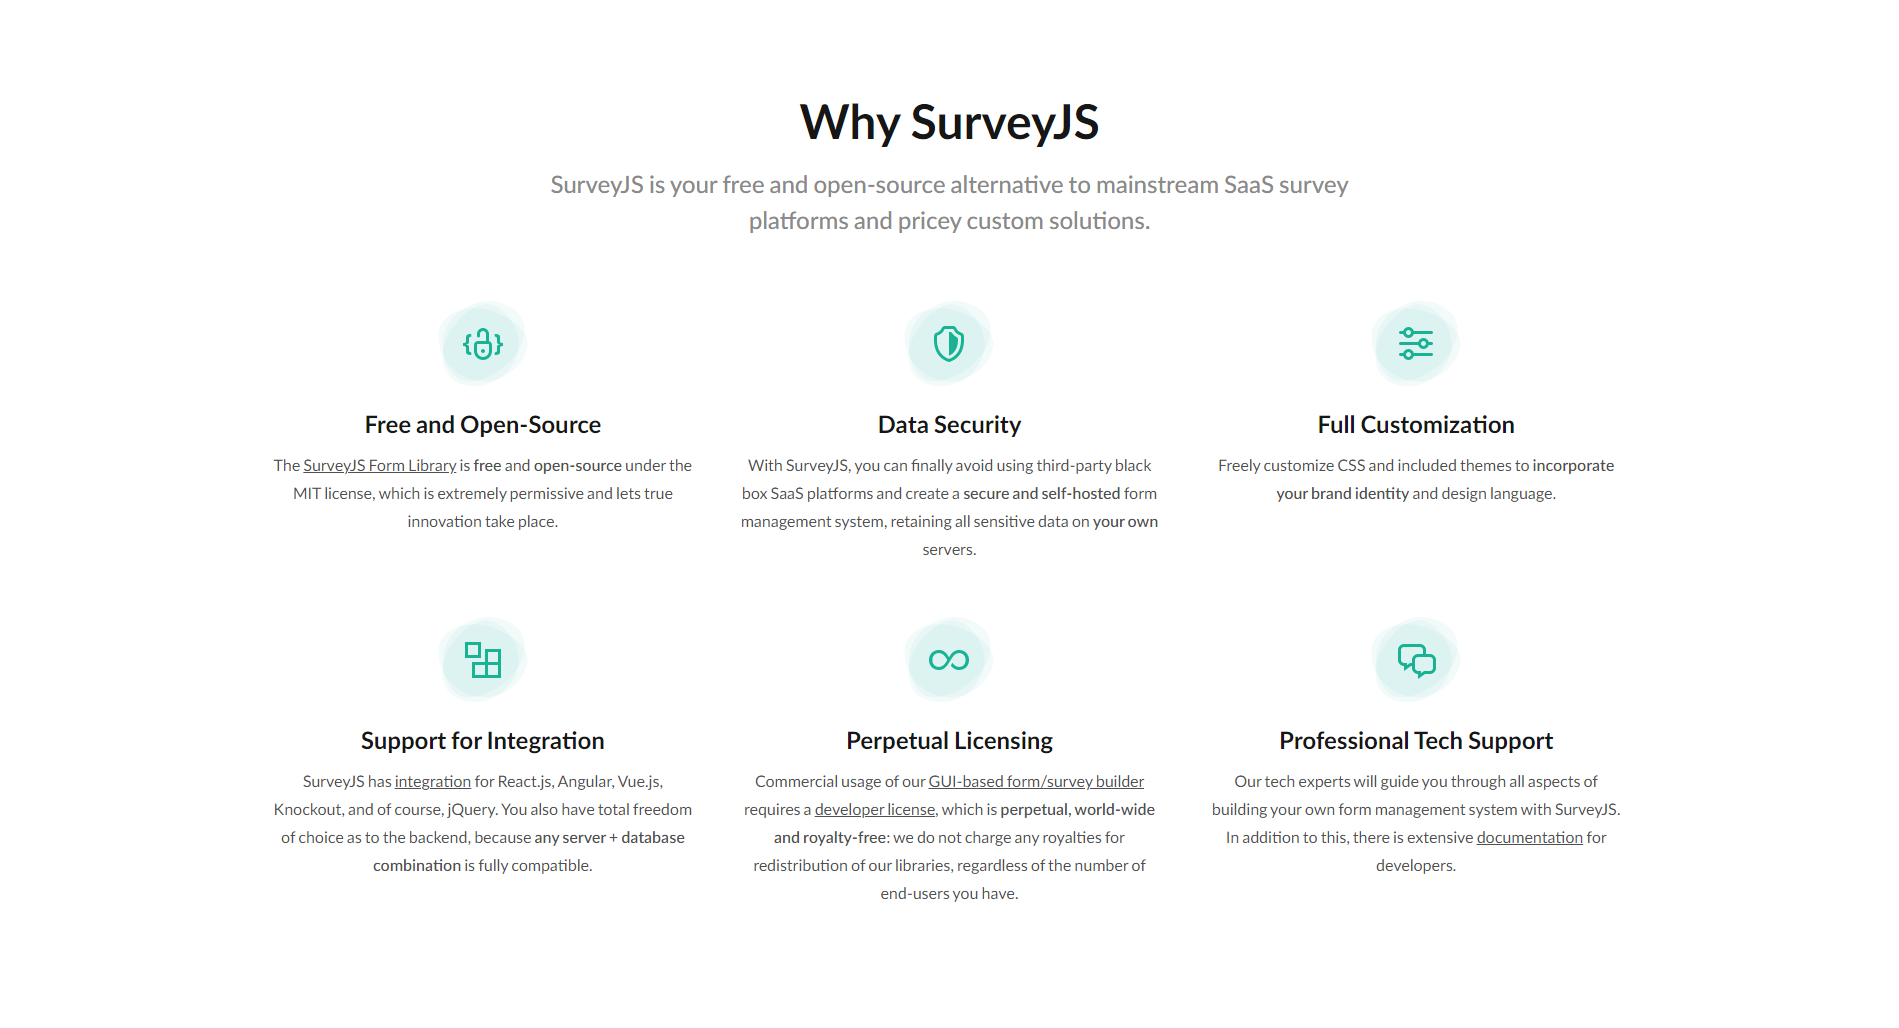 Why SurveyJS
SurveyJS is your free and open-source alternative to mainstream SaaS survey
platforms and pricey custom solutions.
Free and Open-Source
The SurveyJS Form Library is free and open-source under the
MIT license, which is extremely permissive and lets true
innovation take place.
Data Security
With SurveyJS, you can finally avoid using third-party black
box SaaS platforms and create a secure and self-hosted form
management system, retaining all sensitive data on your own
servers.
Full Customization
Freely customize CSS and included themes to incorporate
your brand identity and design language.
Support for Integration
SurveyJS has integration for React.js, Angular, Vue.js,
Knockout, and of course, jQuery. You also have total freedom
of choice as to the backend, because any server + database
combination is fully compatible.
Perpetual Licensing
Commercial usage of our GUI-based form/survey builder
requires a developer license, which is perpetual, world-wide
and royalty-free: we do not charge any royalties for
redistribution of our libraries, regardless of the number of
end-users you have.
Professional Tech Support
Our tech experts will guide you through all aspects of
building your own form management system with SurveyJS.
In addition to this, there is extensive documentation for
developers.